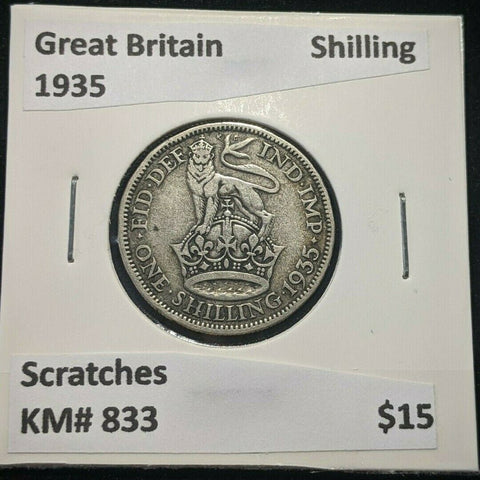 Great Britain Shilling
1935
·FID·DEF IND·IMP·
ONE·SHILLING·1935
Scratches
KM# 833 $15